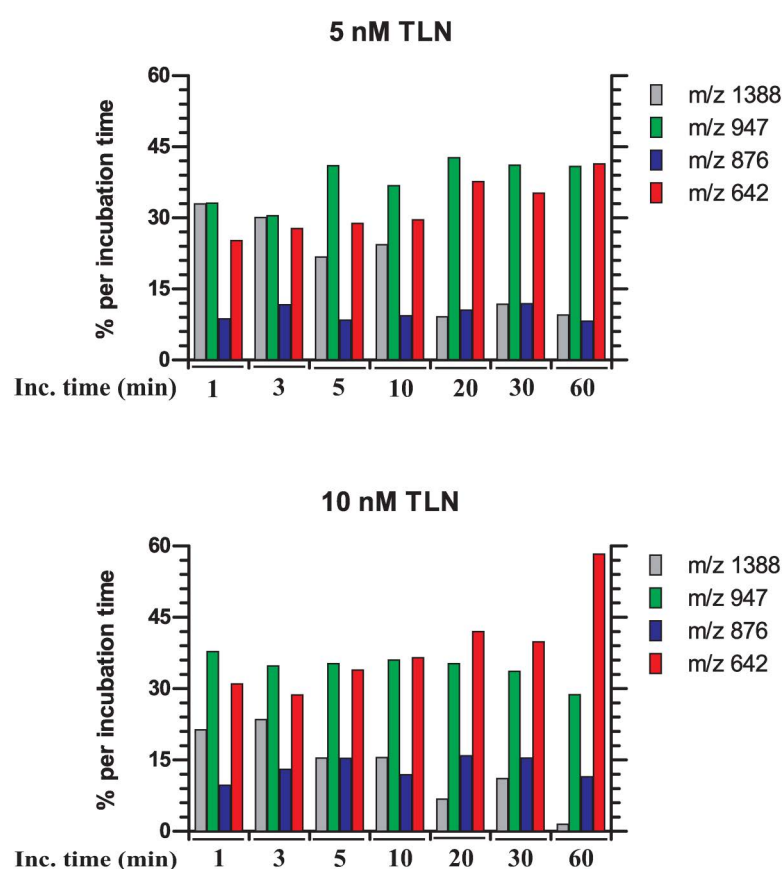 5 nM TLN
60
45
30
15
0
% per incubation time
Inc. time (min) 1 3 5 10 20 30 60
m/z 1388
m/z 947
m/z 876
m/z 642
10 nM TLN
60
45
30
15
0
% per incubation time
Inc. time (min) 1 3 5 10 20 30 60
m/z 1388
m/z 947
m/z 876
m/z 642